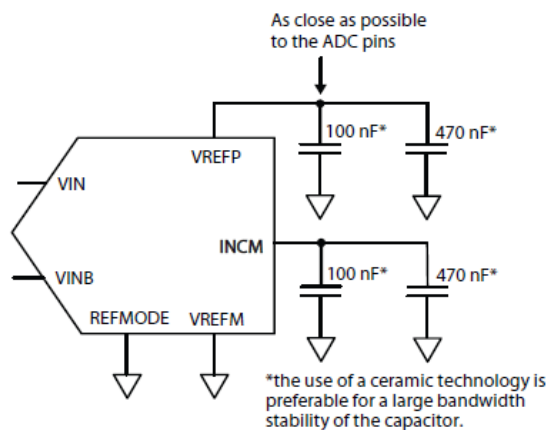 As close as possible
to the ADC pins
100 nF*
470 nF*
VREFP
VIN
INCM
100 nF*
470 nF*
VINB
REFMODE
VREFM
*the use of a ceramic technology is
preferable for a large bandwidth
stability of the capacitor.